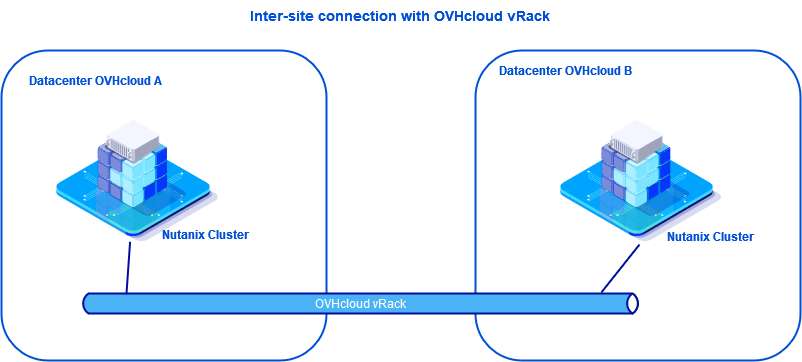 Inter-site connection with OVHcloud vRack
Datacenter OVHcloud A
Datacenter OVHcloud B
Nutanix Cluster
Nutanix Cluster
OVHcloud vRack